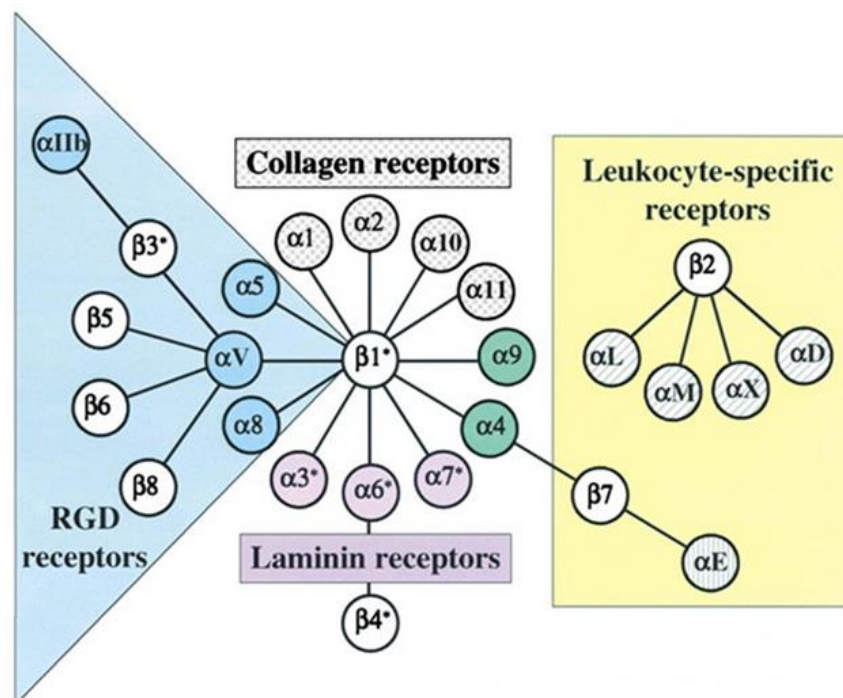 αIIb
Collagen receptors
Leukocyte-specific
receptors
α1
α2
α10
β3*
β2
α5
α11
β5
αV
β1*
α9
αL
αM
αX
αD
β6
α8
α4
β8
α3*
α6*
α7*
β7
RGD
receptors
Laminin receptors
αE
β4*